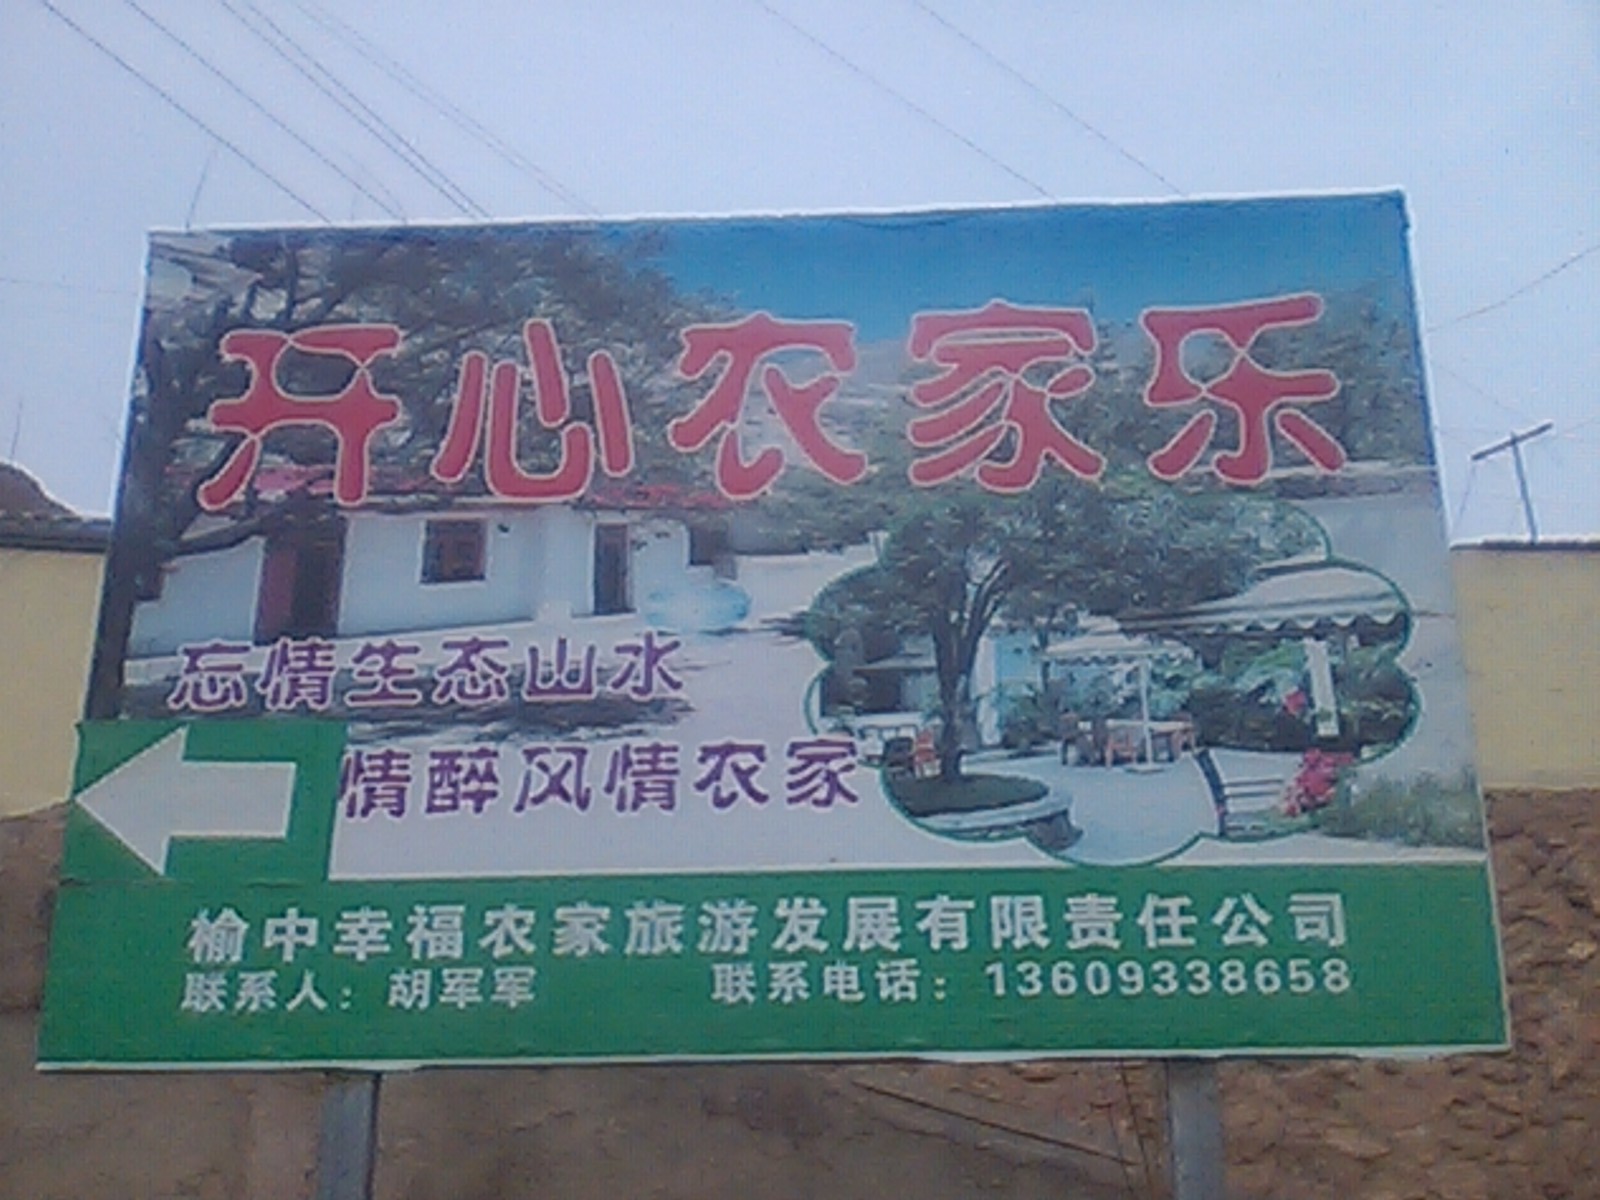 开心农家乐
忘情生态山水
情醉风情农家
榆中幸福农家旅游发展有限责任公司
联系人：胡军军 联系电话：13609338658